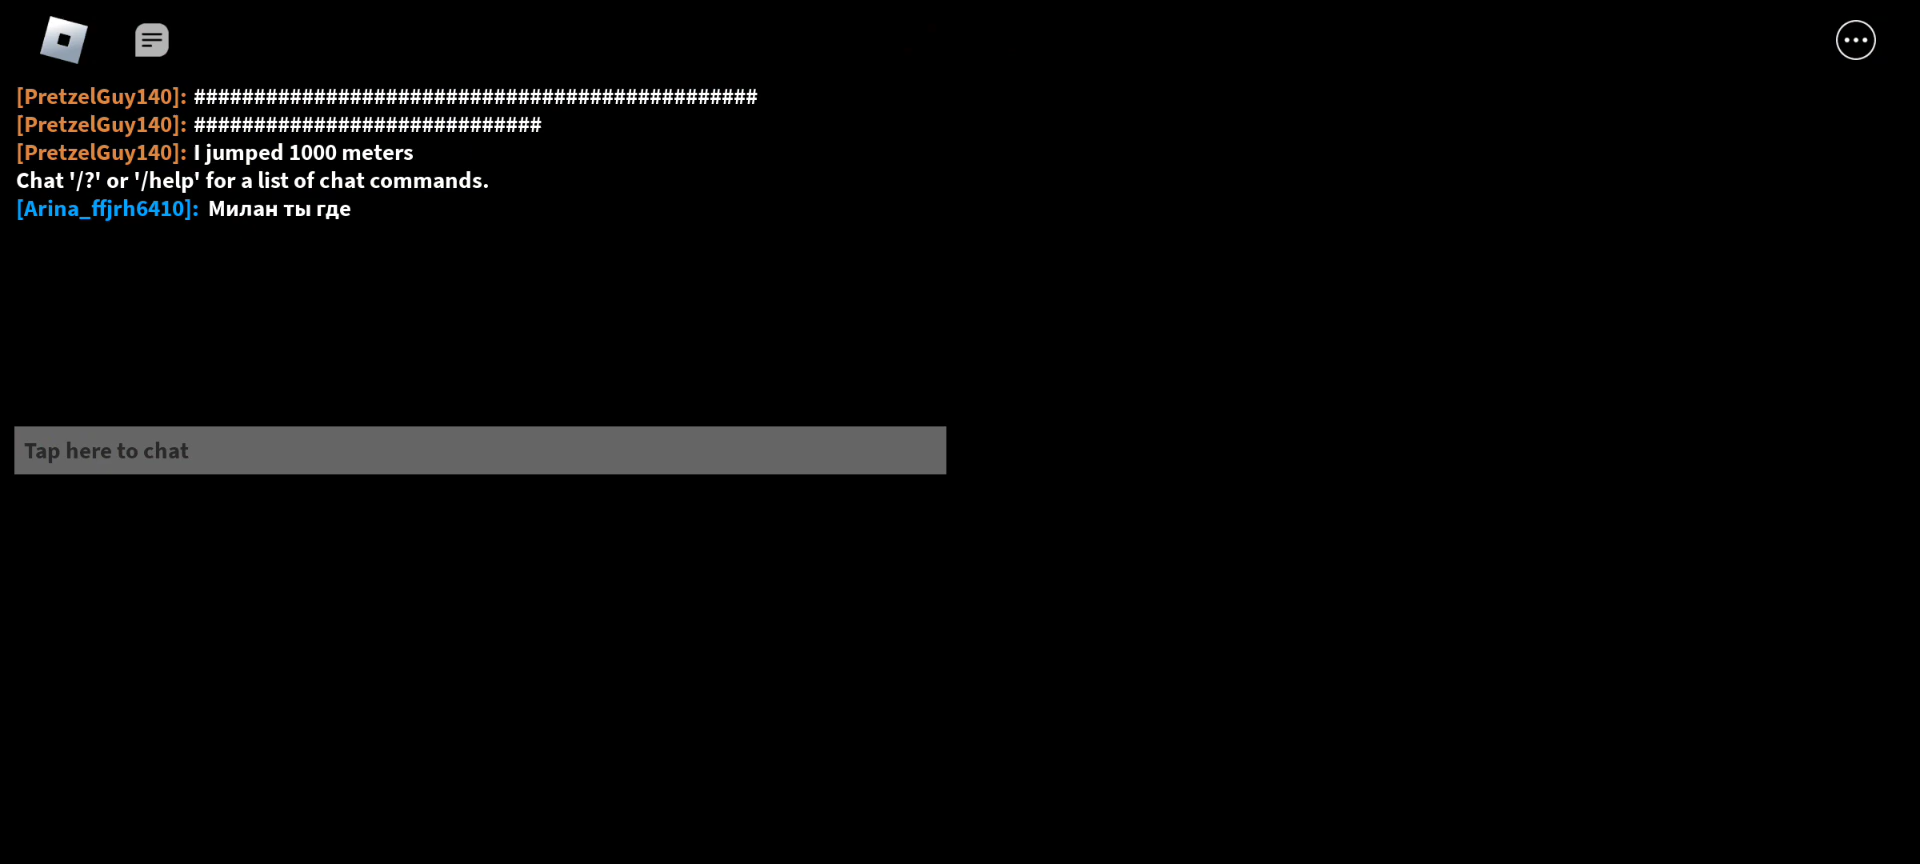 [PretzelGuy140]: ###############################################
[PretzelGuy140]: #############################
[PretzelGuy140]: I jumped 1000 meters
Chat '/?' or '/help' for a list of chat commands.
[Arina_ffjrh6410]: Милан ты где
Tap here to chat